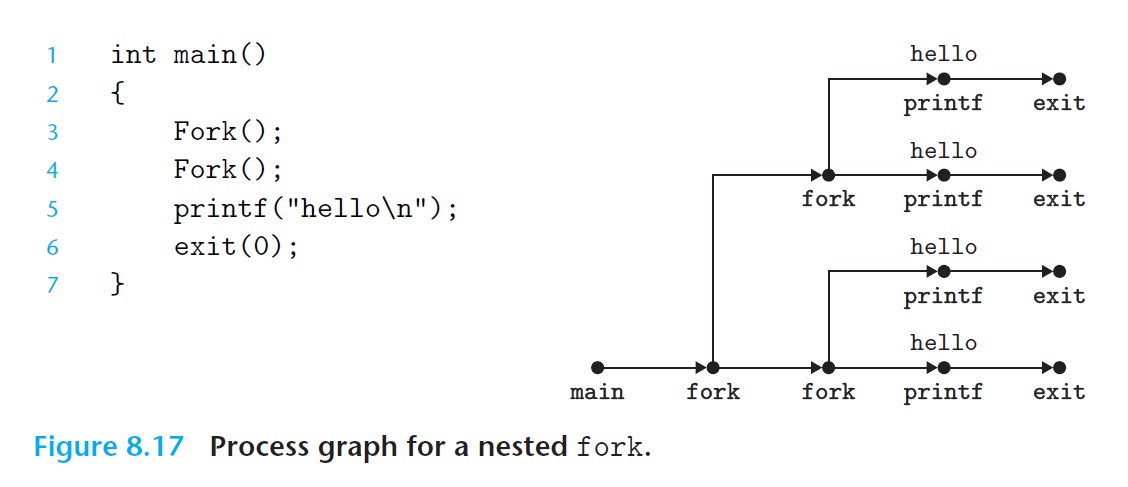 1 int main()
2 {
3 Fork();
4 Fork();
5 printf("hello\n");
6 exit(0);
7 }
hello
printf exit
hello
fork printf exit
hello
printf exit
hello
main fork fork printf exit
Figure 8.17 Process graph for a nested fork.